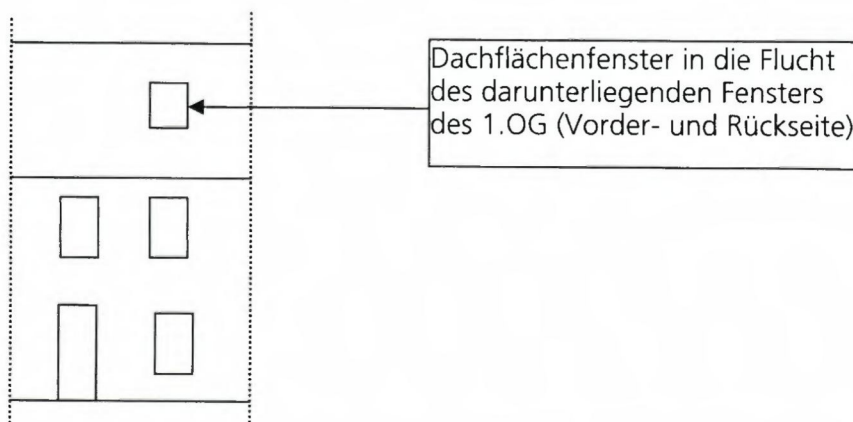 Dachflächenfenster in die Flucht
des darunterliegenden Fensters
des 1.OG (Vorder- und Rückseite)